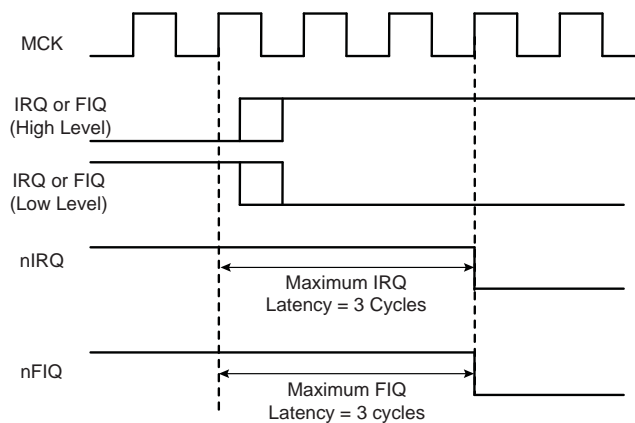 MCK
IRQ or FIQ
(High Level)
IRQ or FIQ
(Low Level)
nIRQ
Maximum IRQ
Latency = 3 Cycles
nFIQ
Maximum FIQ
Latency = 3 cycles